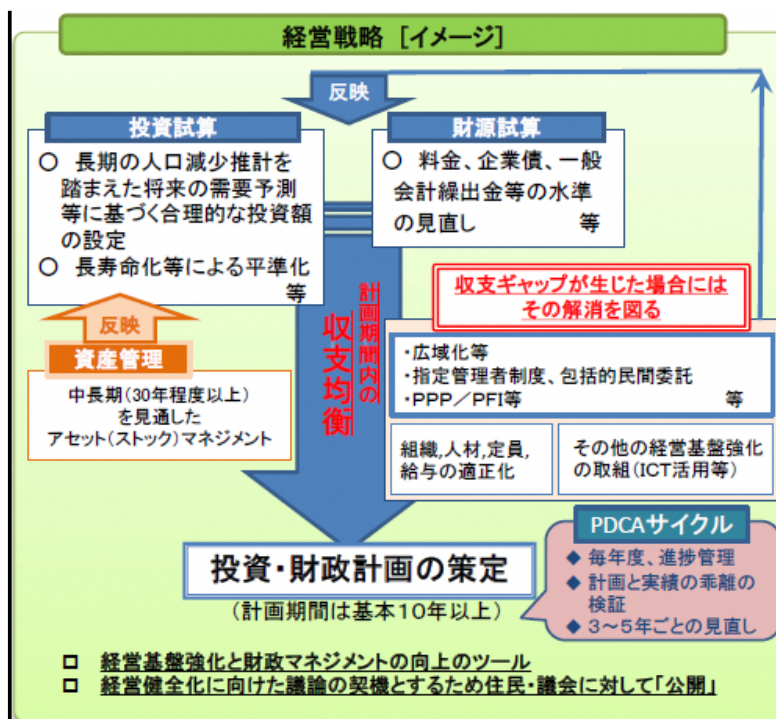 経営戦略 [イメージ]
反映
投資試算
○ 長期の人口減少推計を
踏まえた将来の需要予測
等に基づく合理的な投資額
の設定
○ 長寿命化等による平準化
等
財源試算
○ 料金、企業債、一般
会計繰出金等の水準
の見直し 等
反映
資産管理
中長期(30年程度以上)
を見通した
アセット(ストック)マネジメント
計画期間内の
収支均衡
収支ギャップが生じた場合には
その解消を図る
・広域化等
・指定管理者制度、包括的民間委託
・PPP/PFI等 等
組織,人材,定員,
給与の適正化
その他の経営基盤強化
の取組(ICT活用等)
投資・財政計画の策定
(計画期間は基本10年以上)
PDCAサイクル
◆ 毎年度、進捗管理
◆ 計画と実績の乖離の
検証
◆ 3~5年ごとの見直し
□ 経営基盤強化と財政マネジメントの向上のツール
□ 経営健全化に向けた議論の契機とするため住民・議会に対して「公開」